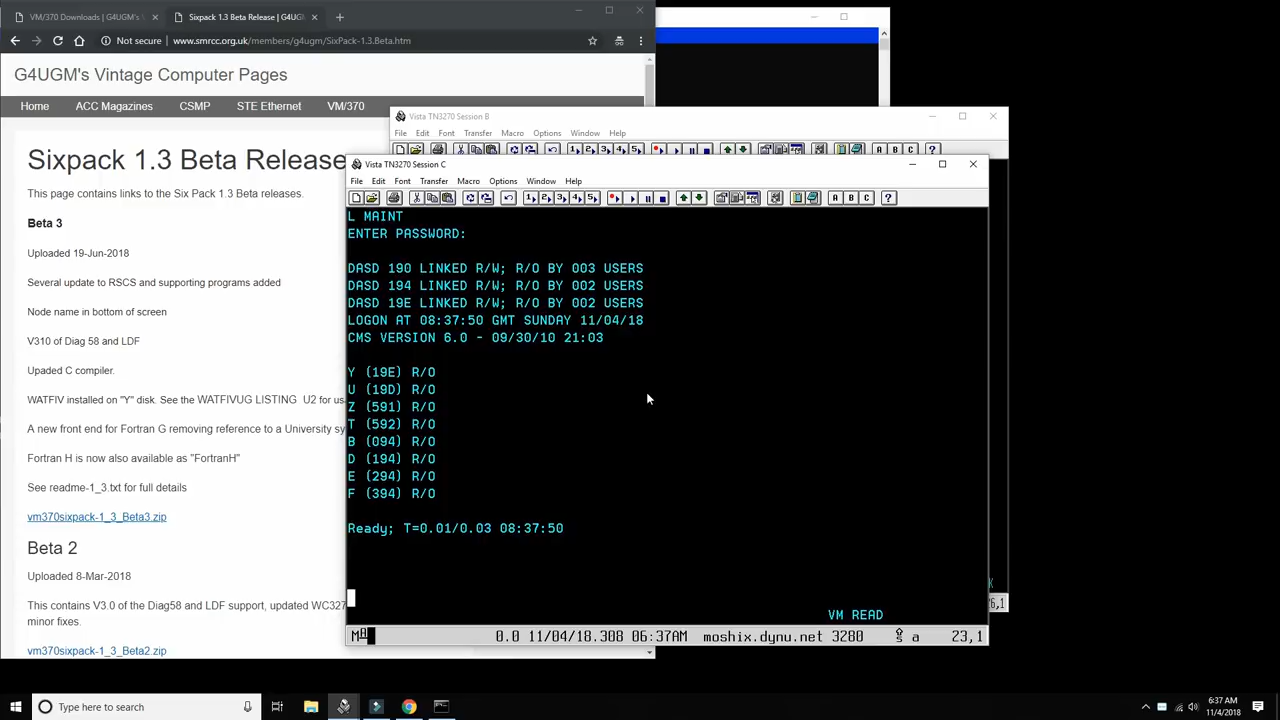 VM/370 Downloads | G4UGM's Vint
Sixpack 1.3 Beta Release | G4UGM
Not secure | www.smrcc.org.uk/members/g4ugm/SixPack-1.3.Beta.htm
G4UGM's Vintage Computer Pages
Home ACC Magazines CSMP STE Ethernet VM/370
Sixpack 1.3 Beta Release
This page contains links to the Six Pack 1.3 Beta releases.
Beta 3
Uploaded 19-Jun-2018
Several update to RSCS and supporting programs added
Node name in bottom of screen
V310 of Diag 58 and LDF
Upaded C compiler.
WATFIV installed on "Y" disk. See the WATFIVUG LISTING U2 for us
A new front end for Fortran G removing reference to a University sy
Fortran H is now also available as "FortranH"
See readme-1_3.txt for full details
vm370sixpack-1_3_Beta3.zip
Beta 2
Uploaded 8-Mar-2018
This contains V3.0 of the Diag58 and LDF support, updated WC327
minor fixes.
vm370sixpack-1_3_Beta2.zip
Vista TN3270 Session B
File Edit Font Transfer Macro Options Window Help
1 2 3 4 5 A B C ?
Vista TN3270 Session C
File Edit Font Transfer Macro Options Window Help
1 2 3 4 5 A B C ?
L MAINT
ENTER PASSWORD:
DASD 190 LINKED R/W; R/O BY 003 USERS
DASD 194 LINKED R/W; R/O BY 002 USERS
DASD 19E LINKED R/W; R/O BY 002 USERS
LOGON AT 08:37:50 GMT SUNDAY 11/04/18
CMS VERSION 6.0 - 09/30/10 21:03
Y (19E) R/O
U (19D) R/O
Z (591) R/O
T (592) R/O
B (094) R/O
D (194) R/O
E (294) R/O
F (394) R/O
Ready; T=0.01/0.03 08:37:50
VM READ
0.0 11/04/18.308 06:37AM moshix.dynu.net 3280 a 23,1
Type here to search
6:37 AM
11/4/2018